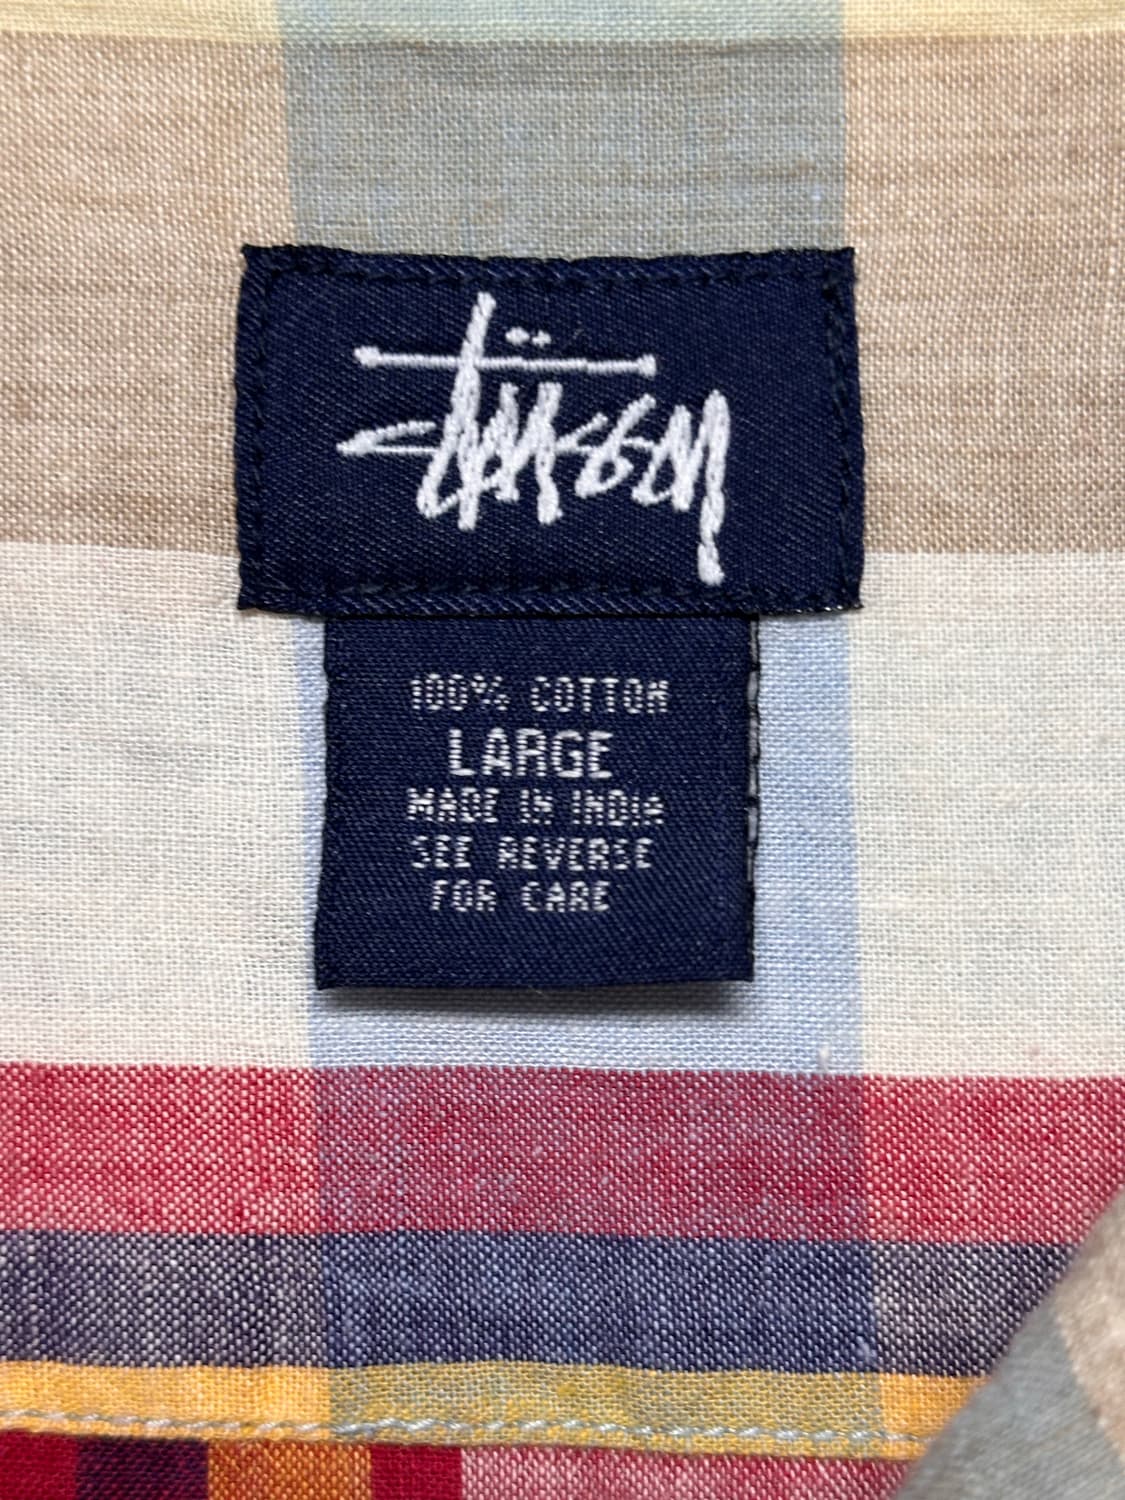 Stüssy
100% COTTON
LARGE
MADE IN INDIA
SEE REVERSE
FOR CARE